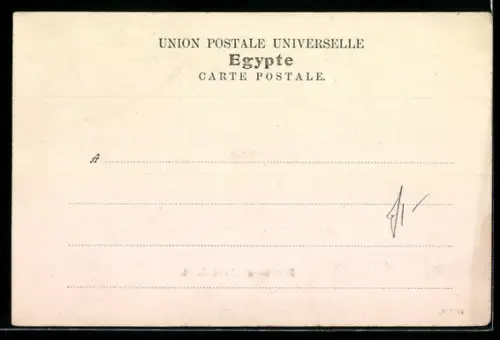 UNION POSTALE UNIVERSELLE
Egypte
CARTE POSTALE.
A